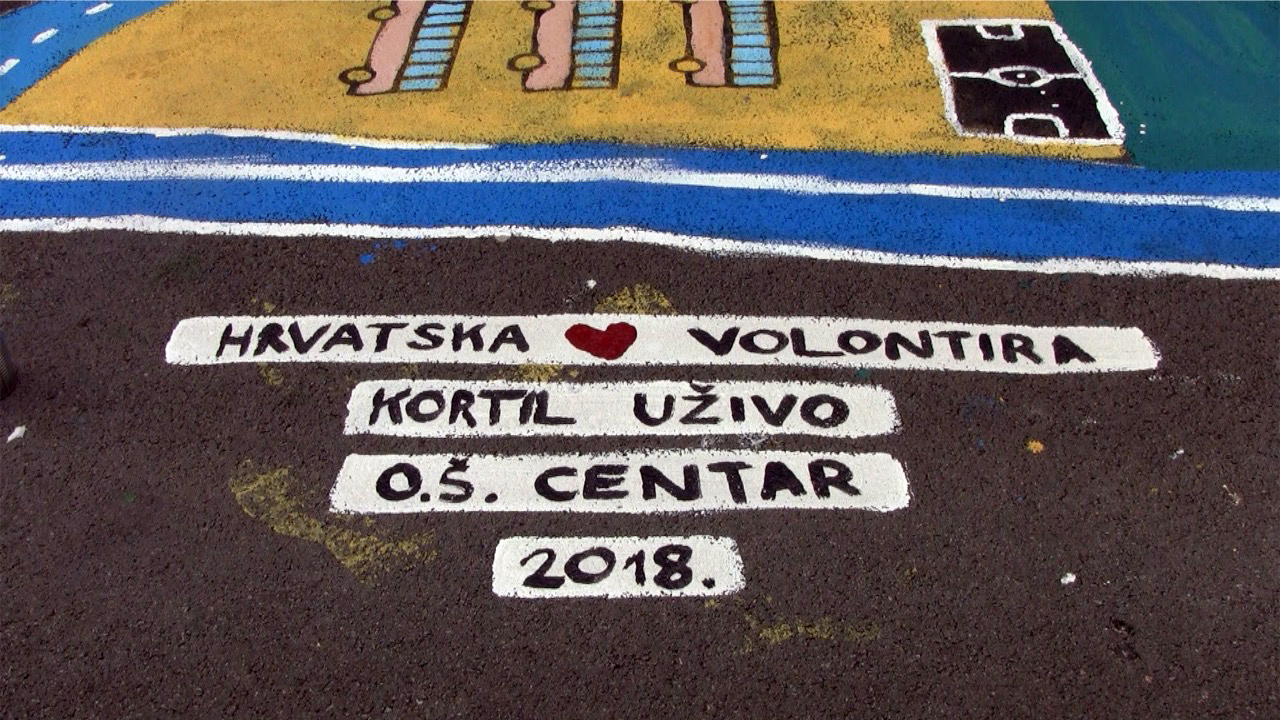 HRVATSKA ❤ VOLONTIRA
KORTIL UŽIVO
O.Š. CENTAR
2018.